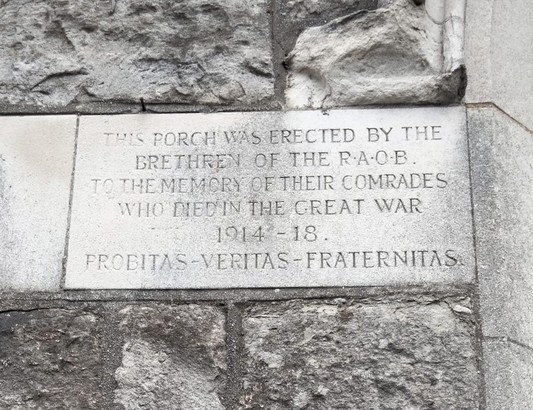 THIS PORCH WAS ERECTED BY THE
BRETHREN OF THE R·A·O·B.
TO THE MEMORY OF THEIR COMRADES
WHO DIED IN THE GREAT WAR
1914-18.
PROBITAS-VERITAS-FRATERNITAS.